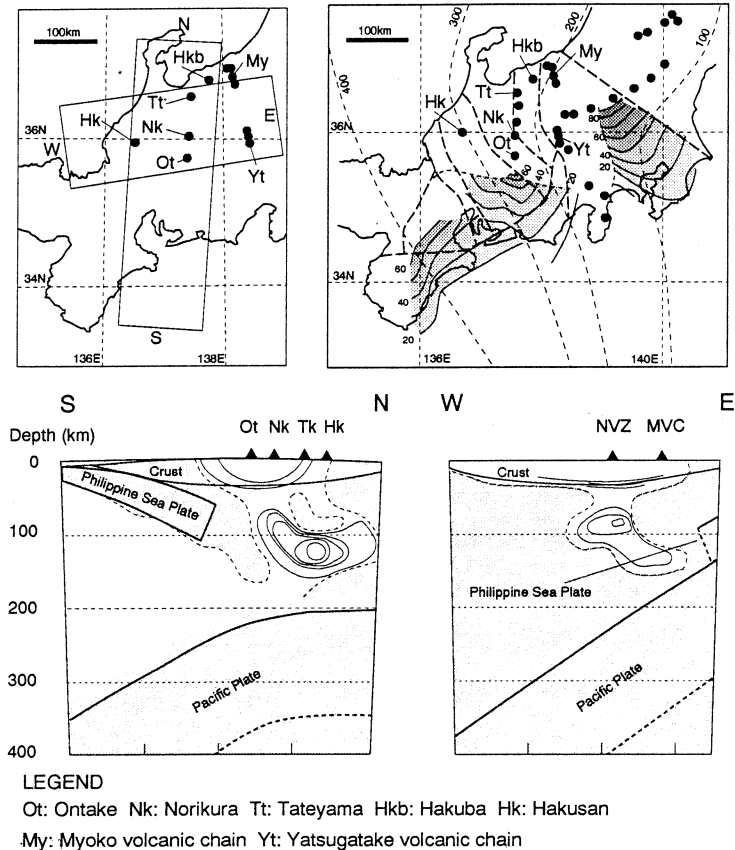 100km
N
Hkb
My
Tt
Hk
Nk
E
36N
W
Ot
Yt
34N
S
136E
138E
300
200
100
400
100km
Hkb
My
Tt
80
Hk
60
36N
Nk
40
Yt
20
Ot
60
40
20
60
34N
40
20
136E
140E
S
N
W
E
Depth (km)
Ot Nk Tk Hk
NVZ MVC
0
Crust
Crust
Philippine Sea Plate
100
Philippine Sea Plate
200
Pacific Plate
Pacific Plate
300
400
LEGEND
Ot: Ontake Nk: Norikura Tt: Tateyama Hkb: Hakuba Hk: Hakusan
My: Myoko volcanic chain Yt: Yatsugatake volcanic chain